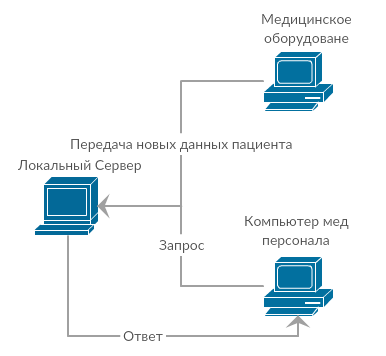 Медицинское
оборудоване
Передача новых данных пациента
Локальный Сервер
Компьютер мед
персонала
Запрос
Ответ